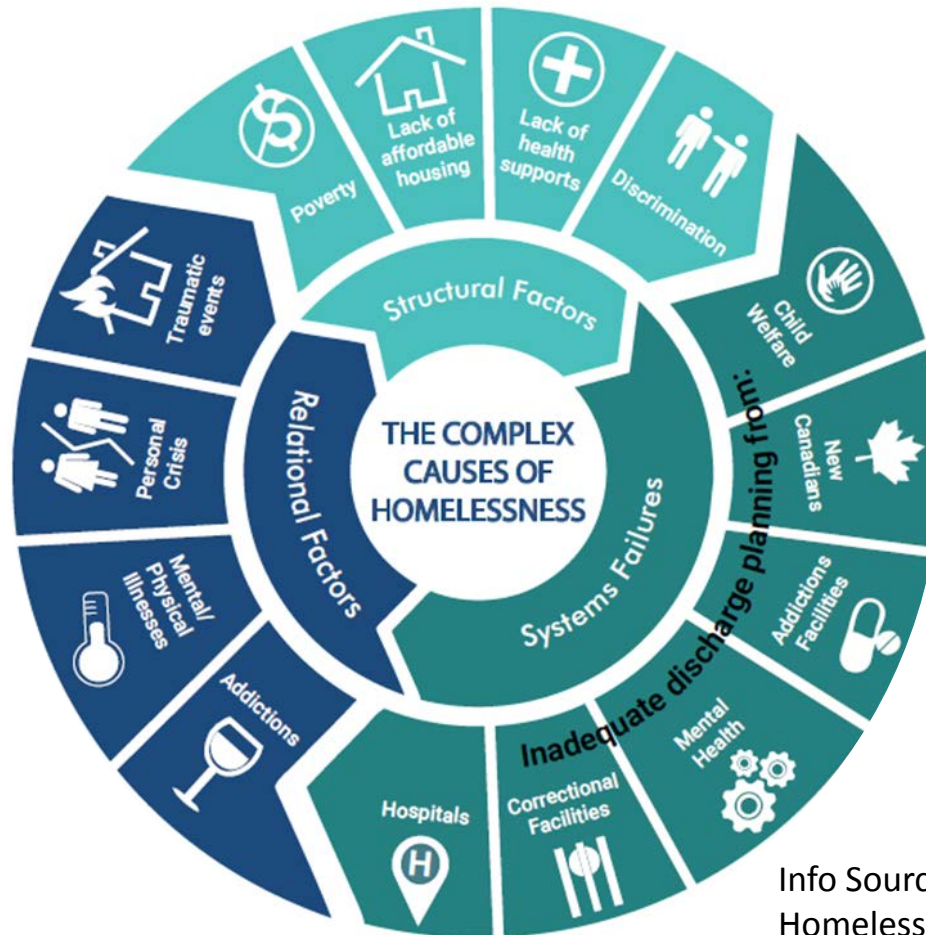 THE COMPLEX
CAUSES OF
HOMELESSNESS
Structural Factors
Poverty
Lack of
affordable
housing
Lack of
health
supports
Discrimination
Systems Failures
Inadequate discharge planning from:
Child
Welfare
New
Canadians
Addictions
Facilities
Mental
Health
Correctional
Facilities
Hospitals
H
Relational Factors
Addictions
Mental/
Physical
Illnesses
Personal
Crisis
Traumatic
events
Info Sourc
Homeless